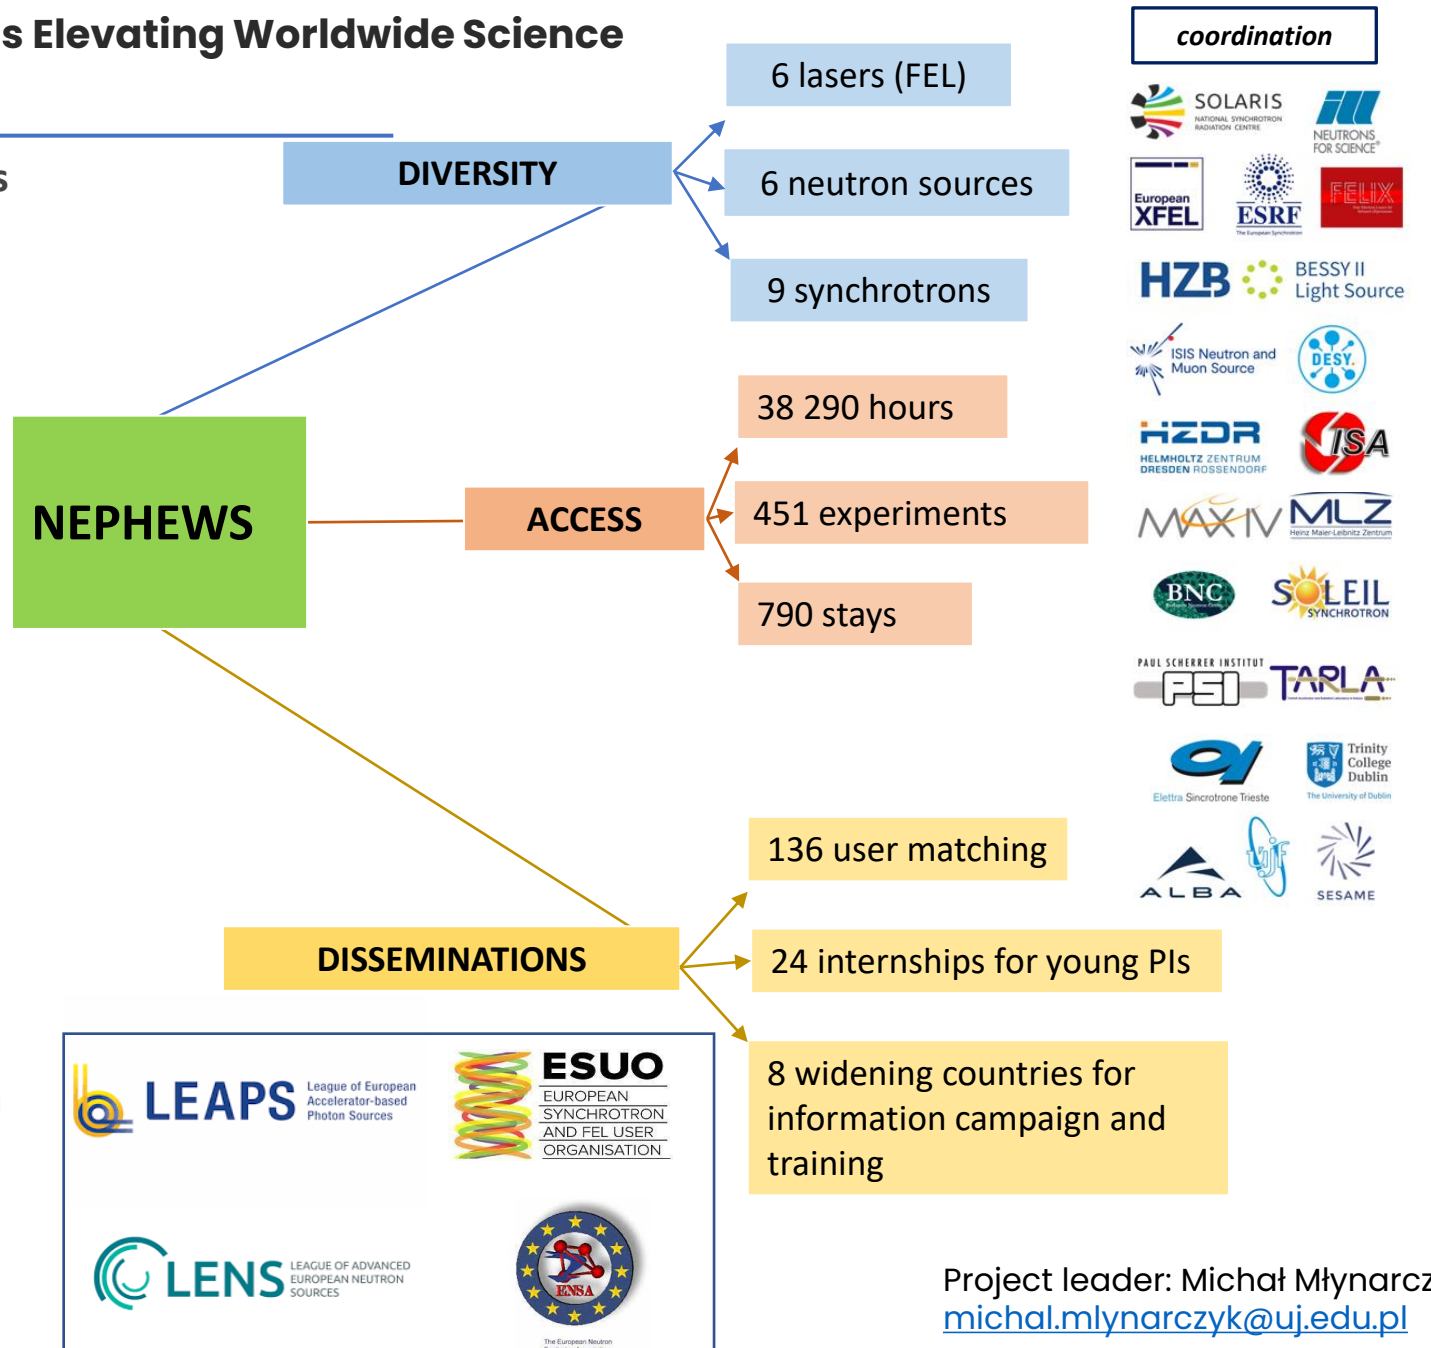 s Elevating Worldwide Science
s
DIVERSITY
6 lasers (FEL)
6 neutron sources
9 synchrotrons
NEPHEWS
ACCESS
38 290 hours
451 experiments
790 stays
DISSEMINATIONS
136 user matching
24 internships for young PIs
8 widening countries for
information campaign and
training
coordination
SOLARIS
NATIONAL SYNCHROTRON
RADIATION CENTRE
NEUTRONS
FOR SCIENCE®
European
XFEL
ESRF
The European Synchrotron
FELIX
HZB
BESSY II
Light Source
ISIS Neutron and
Muon Source
DESY.
HZDR
HELMHOLTZ ZENTRUM
DRESDEN ROSSENDORF
ISA
MAX IV
MLZ
Heinz Maier-Leibnitz Zentrum
BNC
SOLEIL
SYNCHROTRON
PAUL SCHERRER INSTITUT
PSI
TARLA
Elettra Sincrotrone Trieste
Trinity
College
Dublin
The University of Dublin
ALBA
SESAME
LEAPS
League of European
Accelerator-based
Photon Sources
ESUO
EUROPEAN
SYNCHROTRON
AND FEL USER
ORGANISATION
LENS
LEAGUE OF ADVANCED
EUROPEAN NEUTRON
SOURCES
ENSA
The European Neutron
Project leader: Michał Młynarcz
michal.mlynarczyk@uj.edu.pl